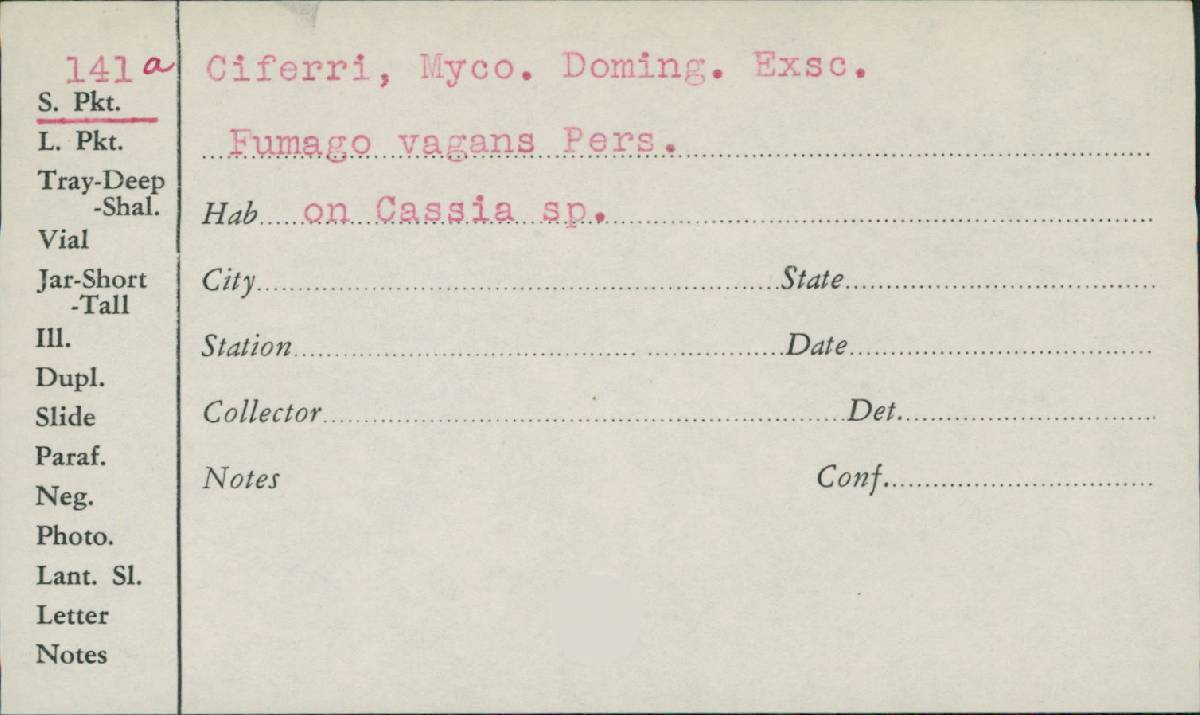 141a
S. Pkt.
L. Pkt.
Tray-Deep
-Shal.
Vial
Jar-Short
-Tall
Ill.
Dupl.
Slide
Paraf.
Neg.
Photo.
Lant. Sl.
Letter
Notes
Ciferri, Myco. Doming. Exsc.
Fumago vagans Pers.
Hab on Cassia sp.
City State
Station Date
Collector Det.
Notes Conf.